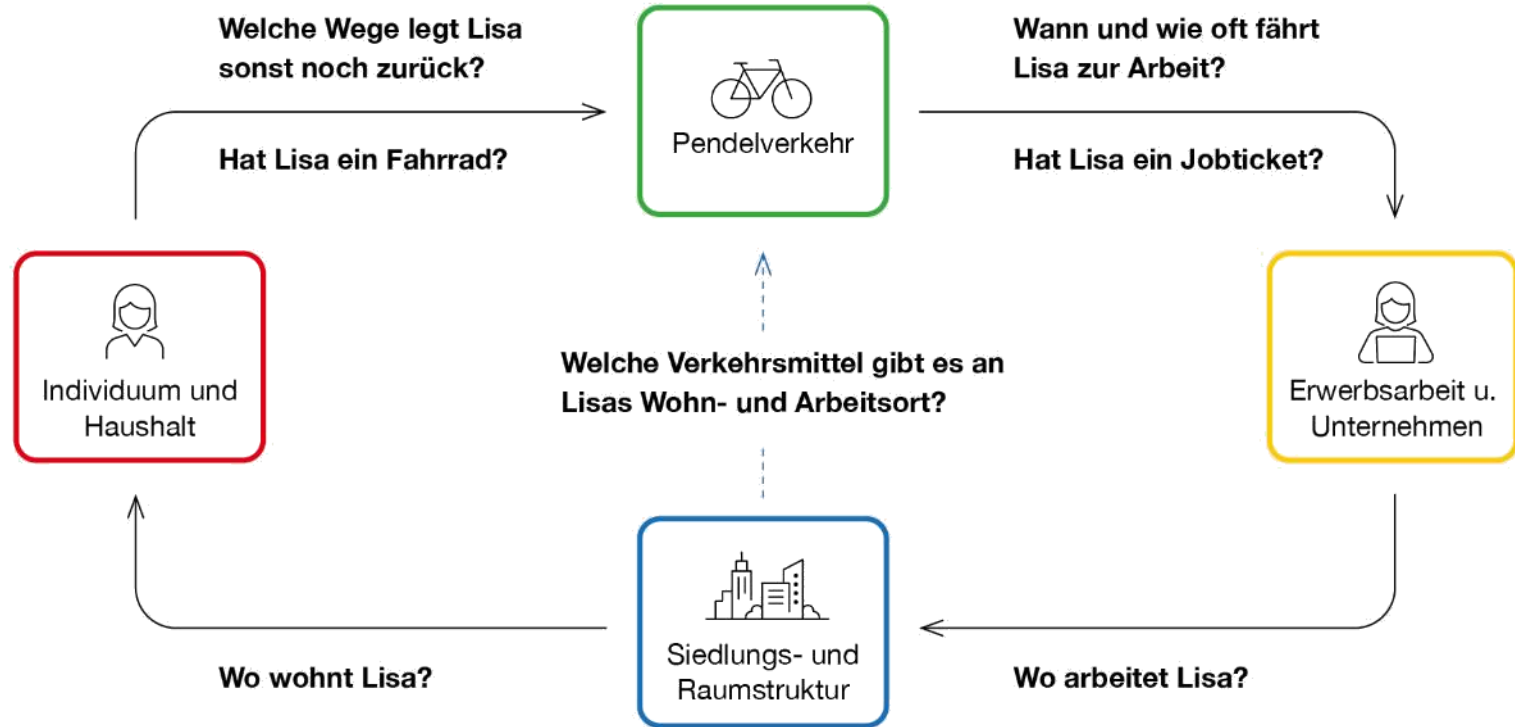 Welche Wege legt Lisa
sonst noch zurück?
Hat Lisa ein Fahrrad?
Pendelverkehr
Wann und wie oft fährt
Lisa zur Arbeit?
Hat Lisa ein Jobticket?
Individuum und
Haushalt
Welche Verkehrsmittel gibt es an
Lisas Wohn- und Arbeitsort?
Erwerbsarbeit u.
Unternehmen
Wo wohnt Lisa?
Siedlungs- und
Raumstruktur
Wo arbeitet Lisa?